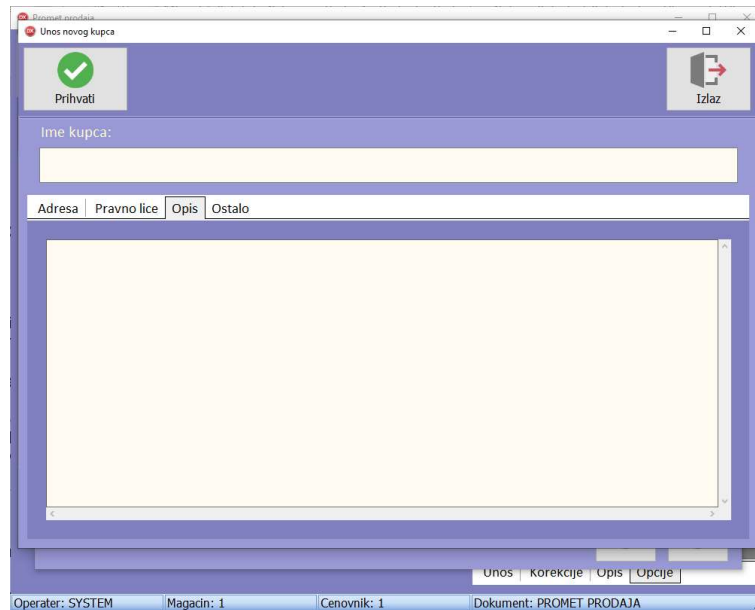 Promet prodaja
Unos novog kupca
Prihvati
Izlaz
Ime kupca:
Adresa
Pravno lice
Opis
Ostalo
Unos
Korekcije
Opis
Opcije
Operater: SYSTEM
Magacin: 1
Cenovnik: 1
Dokument: PROMET PRODAJA